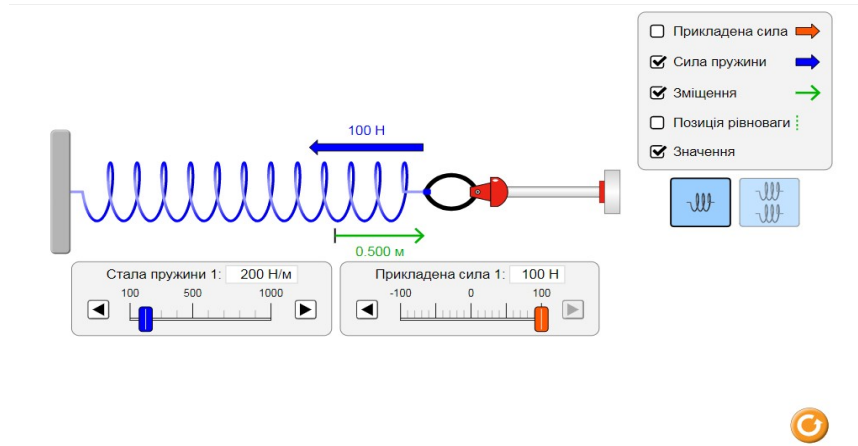 Прикладена сила
Сила пружини
Зміщення
Позиція рівноваги
Значення
100 Н
0.500 м
Стала пружини 1: 200 Н/м
100 500 1000
Прикладена сила 1: 100 Н
-100 0 100